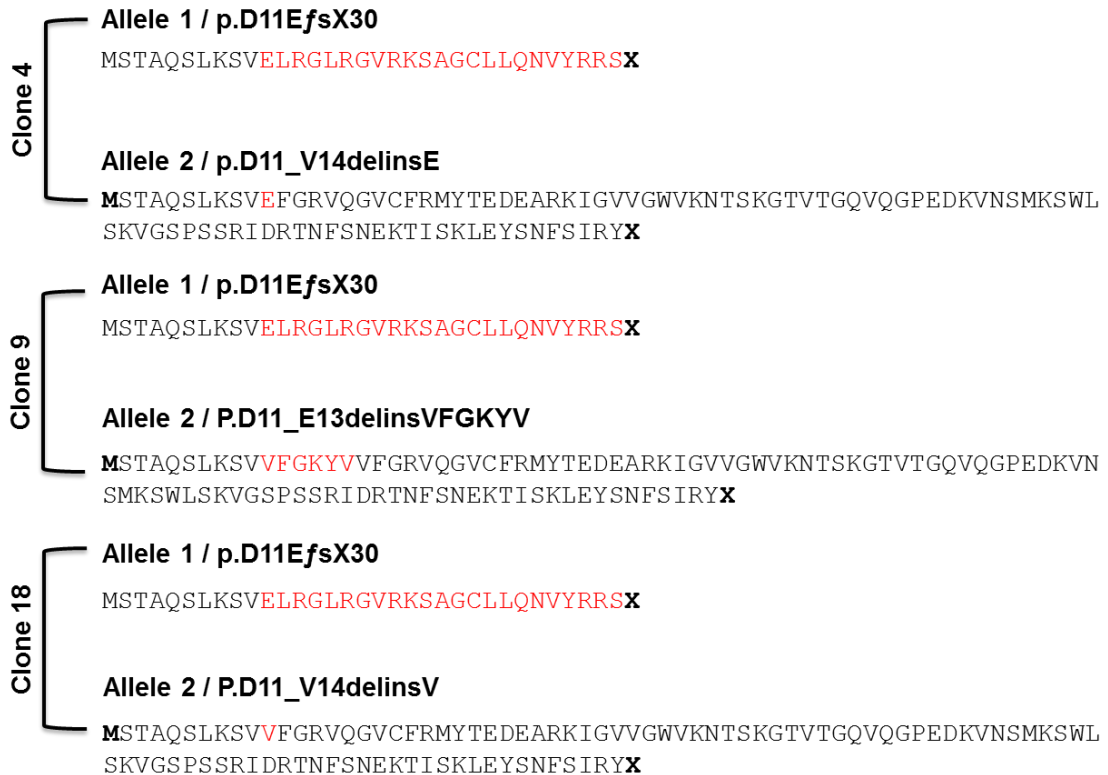 Clone 4
Allele 1 / p.D11EƒsX30
MSTAQSLKSVELRGLRGVRKSAGCLLQNVYRRSX
Allele 2 / p.D11_V14delinsE
MSTAQSLKSVEFGRVQGVCFRMYTEDEARKIGVVGWVKNTSKGTVTGQVQGPEDKVNSMKSWL
SKVGSPSSRIDRTNFSNEKTISKLEYSNFSIRYX
Clone 9
Allele 1 / p.D11EƒsX30
MSTAQSLKSVELRGLRGVRKSAGCLLQNVYRRSX
Allele 2 / P.D11_E13delinsVFGKYV
MSTAQSLKSVVFGKYVVFGRVQGVCFRMYTEDEARKIGVVGWVKNTSKGTVTGQVQGPEDKVN
SMKSWLSKVGSPSSRIDRTNFSNEKTISKLEYSNFSIRYX
Clone 18
Allele 1 / p.D11EƒsX30
MSTAQSLKSVELRGLRGVRKSAGCLLQNVYRRSX
Allele 2 / P.D11_V14delinsV
MSTAQSLKSVVFGRVQGVCFRMYTEDEARKIGVVGWVKNTSKGTVTGQVQGPEDKVNSMKSWL
SKVGSPSSRIDRTNFSNEKTISKLEYSNFSIRYX